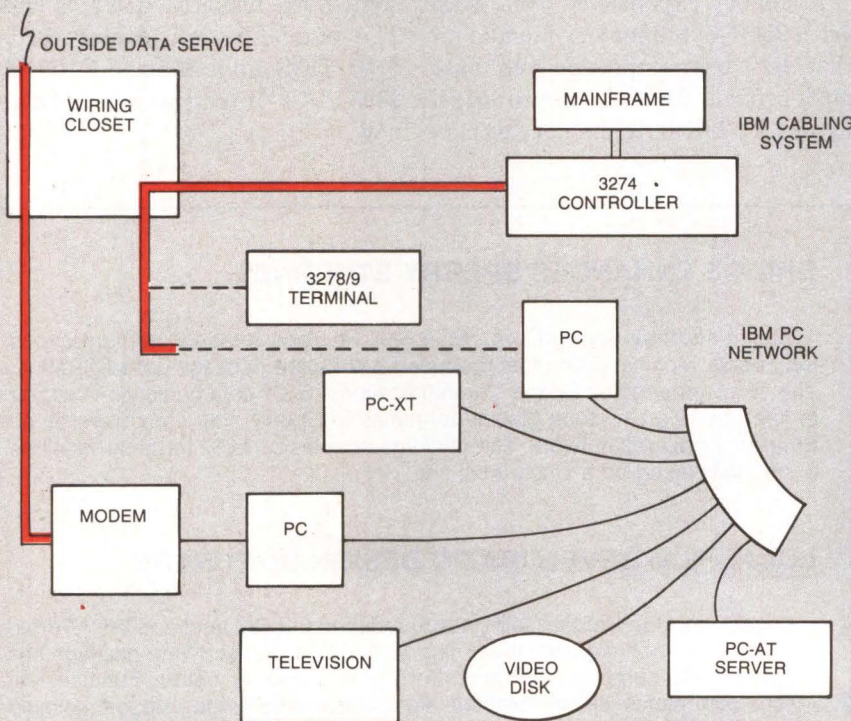 OUTSIDE DATA SERVICE
WIRING
CLOSET
MAINFRAME
IBM CABLING
SYSTEM
3274
CONTROLLER
3278/9
TERMINAL
PC
IBM PC
NETWORK
PC-XT
MODEM
PC
TELEVISION
VIDEO
DISK
PC-AT
SERVER